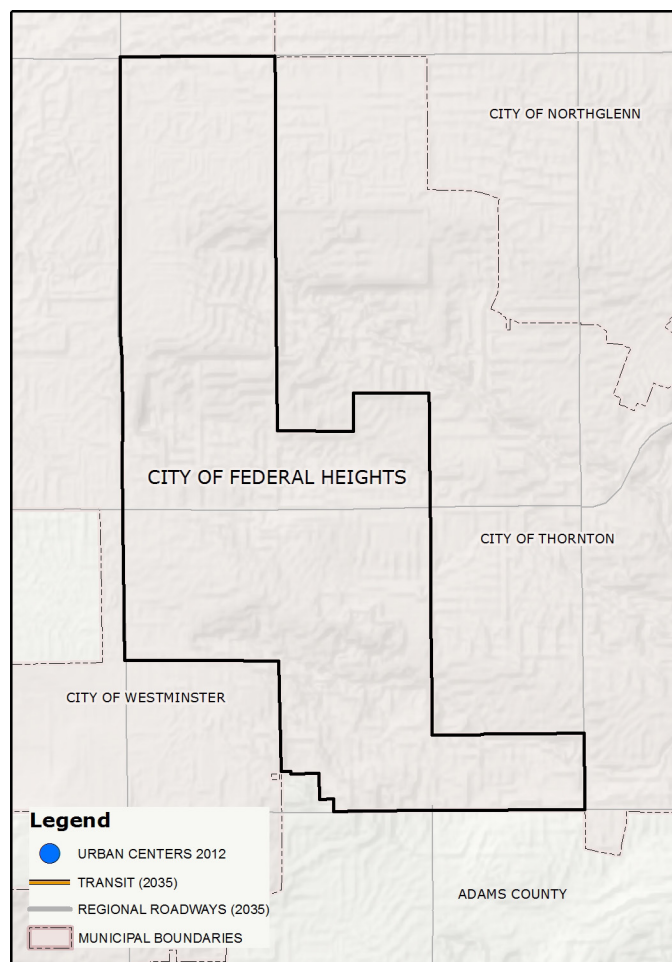 CITY OF NORTHGLENN
CITY OF FEDERAL HEIGHTS
CITY OF THORNTON
CITY OF WESTMINSTER
Legend
URBAN CENTERS 2012
TRANSIT (2035)
REGIONAL ROADWAYS (2035)
MUNICIPAL BOUNDARIES
ADAMS COUNTY